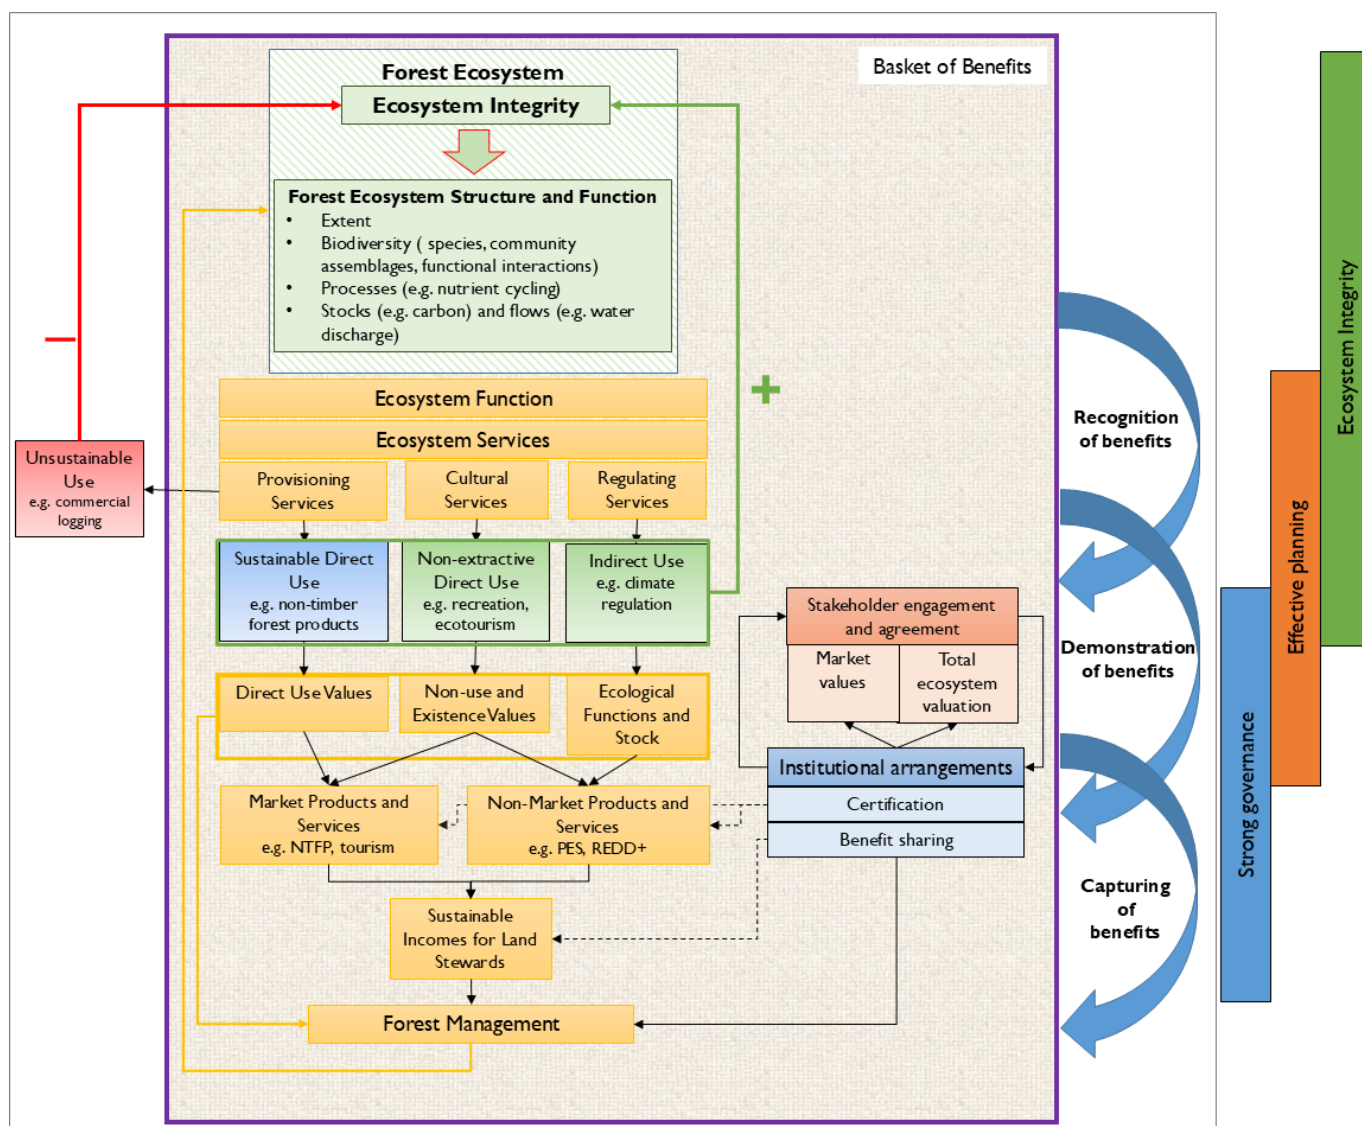 Basket of Benefits
Forest Ecosystem
Ecosystem Integrity
Forest Ecosystem Structure and Function
• Extent
• Biodiversity ( species, community
assemblages, functional interactions)
• Processes (e.g. nutrient cycling)
• Stocks (e.g. carbon) and flows (e.g. water
discharge)
Ecosystem Function
Ecosystem Services
Unsustainable
Use
e.g. commercial
logging
Provisioning
Services
Cultural
Services
Regulating
Services
Sustainable Direct
Use
e.g. non-timber
forest products
Non-extractive
Direct Use
e.g. recreation,
ecotourism
Indirect Use
e.g. climate
regulation
Direct Use Values
Non-use and
Existence Values
Ecological
Functions and
Stock
Market Products and
Services
e.g. NTFP, tourism
Non-Market Products and
Services
e.g. PES, REDD+
Sustainable
Incomes for Land
Stewards
Forest Management
Stakeholder engagement
and agreement
Market
values
Total
ecosystem
valuation
Institutional arrangements
Certification
Benefit sharing
Recognition
of benefits
Demonstration
of benefits
Capturing
of
benefits
Strong governance
Effective planning
Ecosystem Integrity